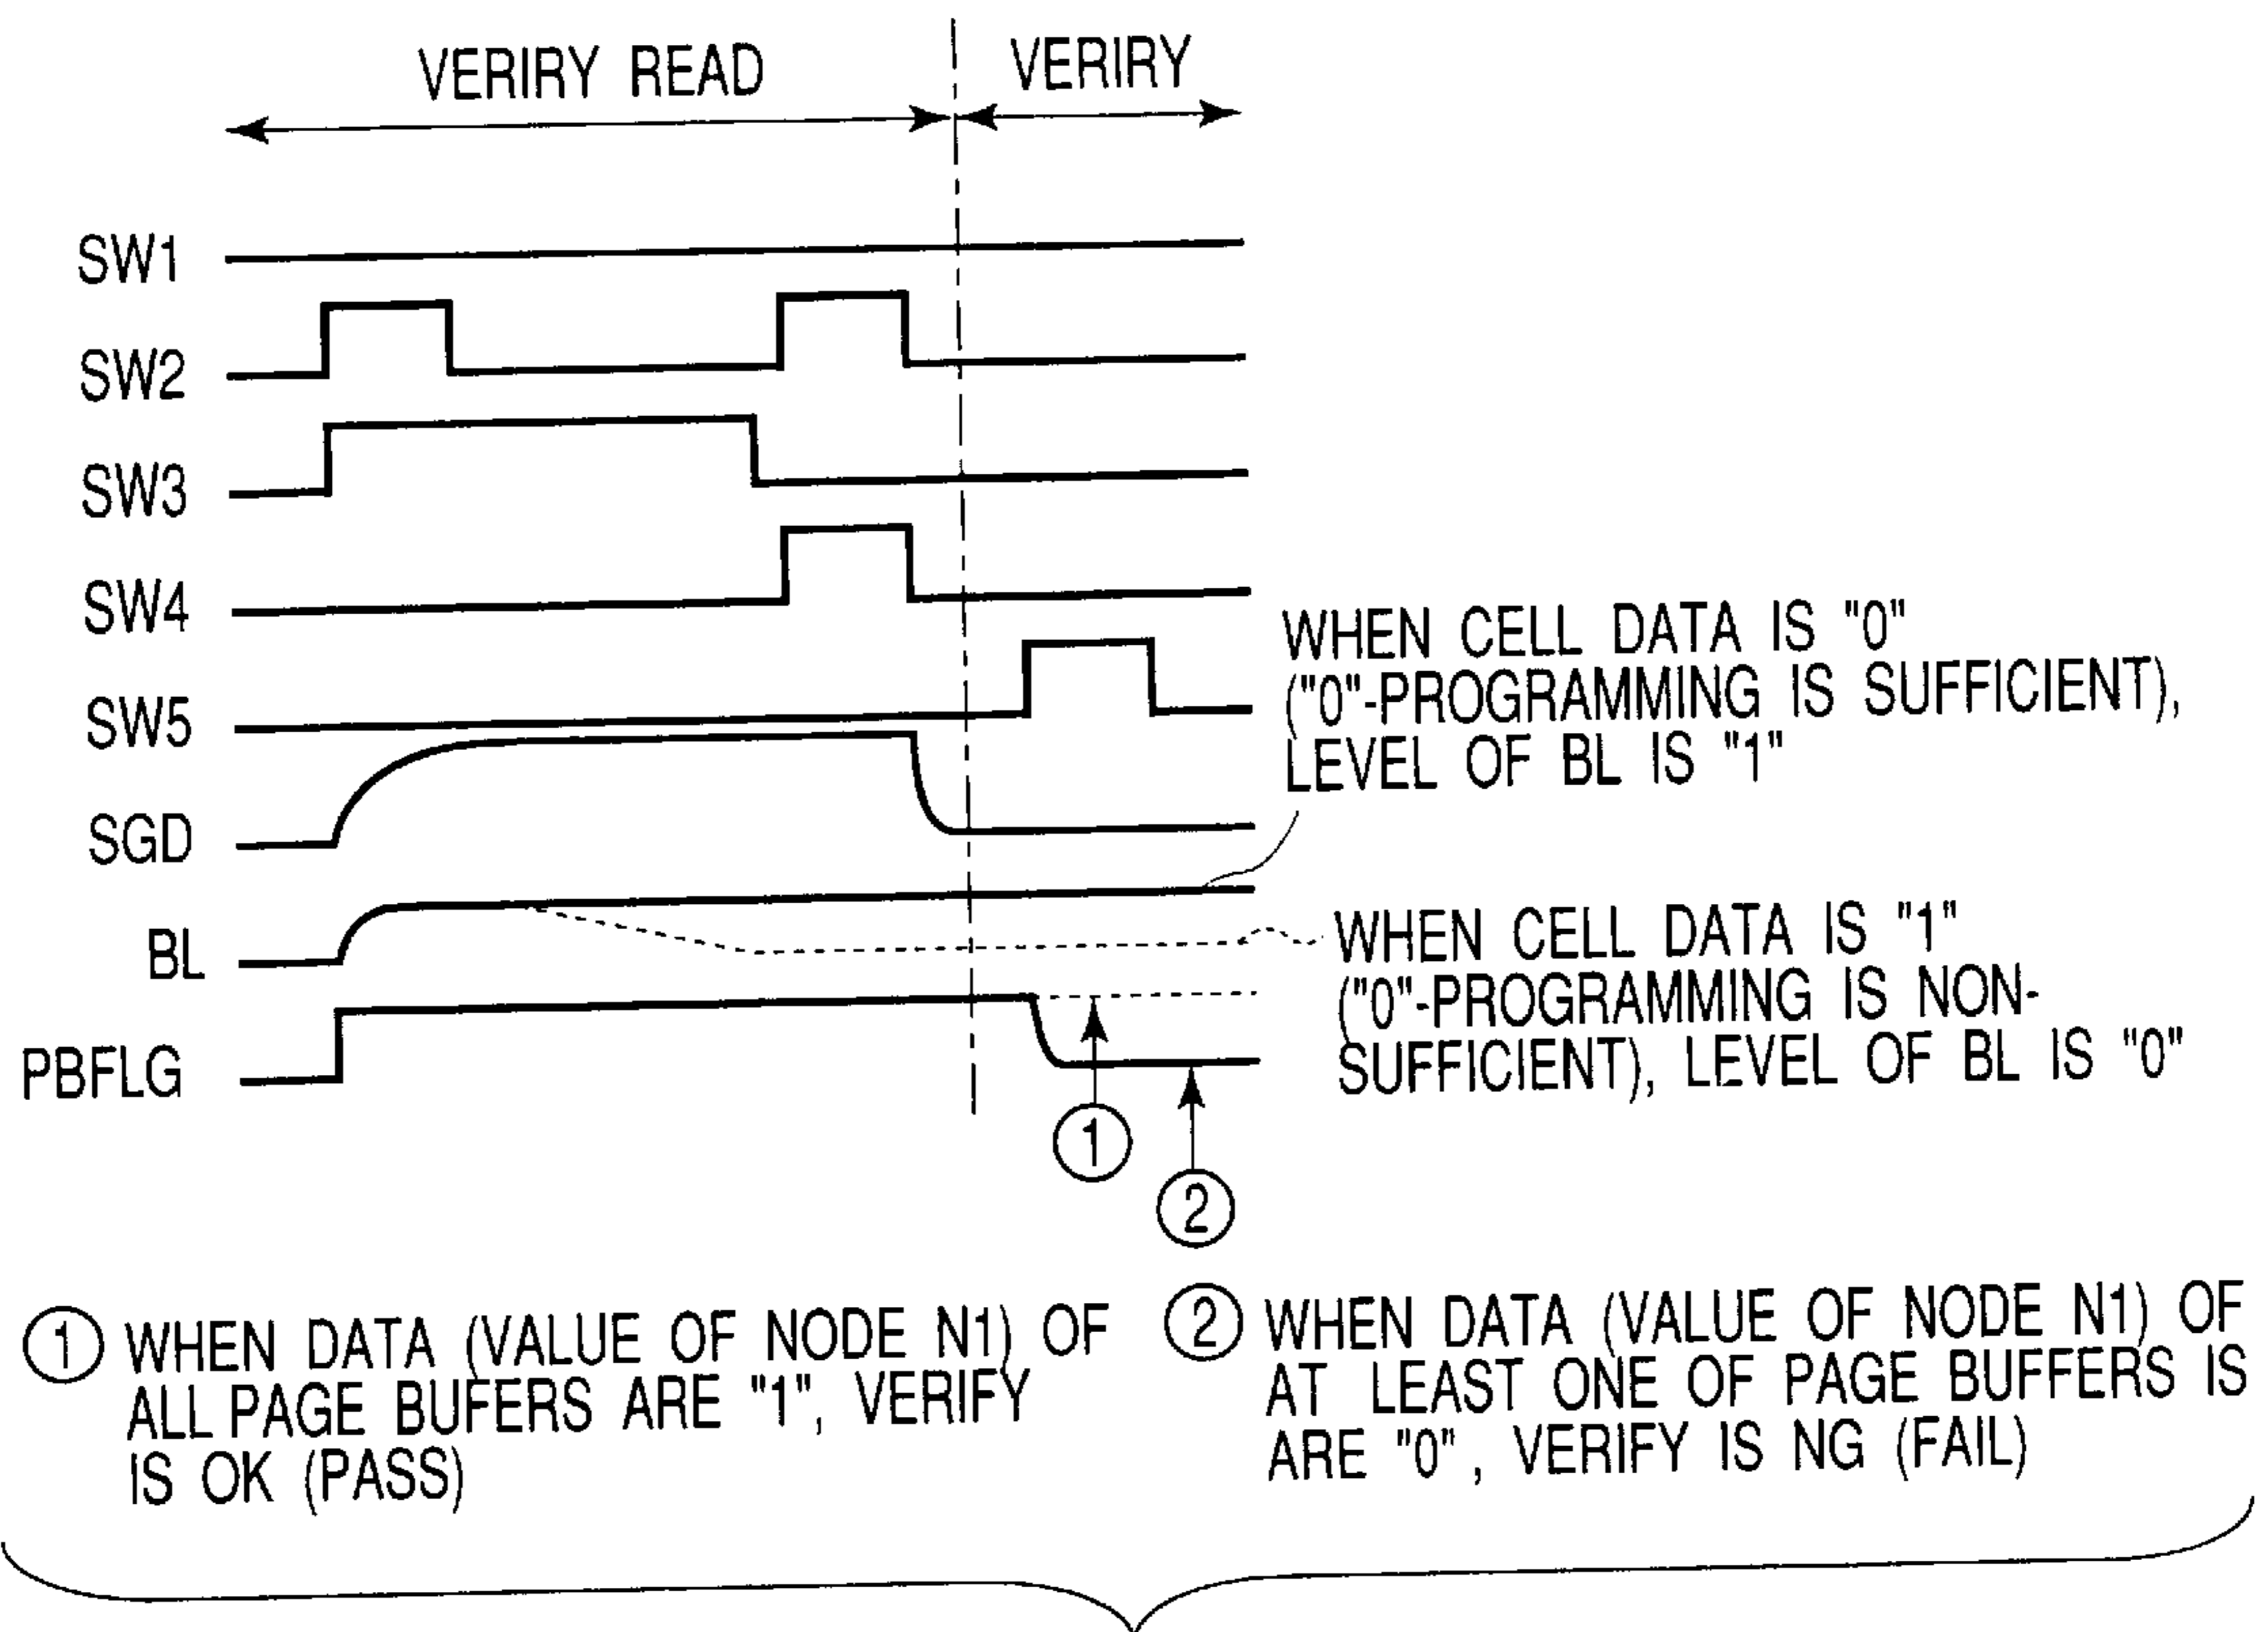 VERIRY READ
VERIRY
SW1
SW2
SW3
SW4
SW5
SGD
BL
PBFLG
WHEN CELL DATA IS "0"
("0"-PROGRAMMING IS SUFFICIENT),
LEVEL OF BL IS "1"
WHEN CELL DATA IS "1"
("0"-PROGRAMMING IS NON-
SUFFICIENT), LEVEL OF BL IS "0"
1
2
1 WHEN DATA (VALUE OF NODE N1) OF
ALL PAGE BUFERS ARE "1", VERIFY
IS OK (PASS)
2 WHEN DATA (VALUE OF NODE N1) OF
AT LEAST ONE OF PAGE BUFFERS IS
ARE "0", VERIFY IS NG (FAIL)